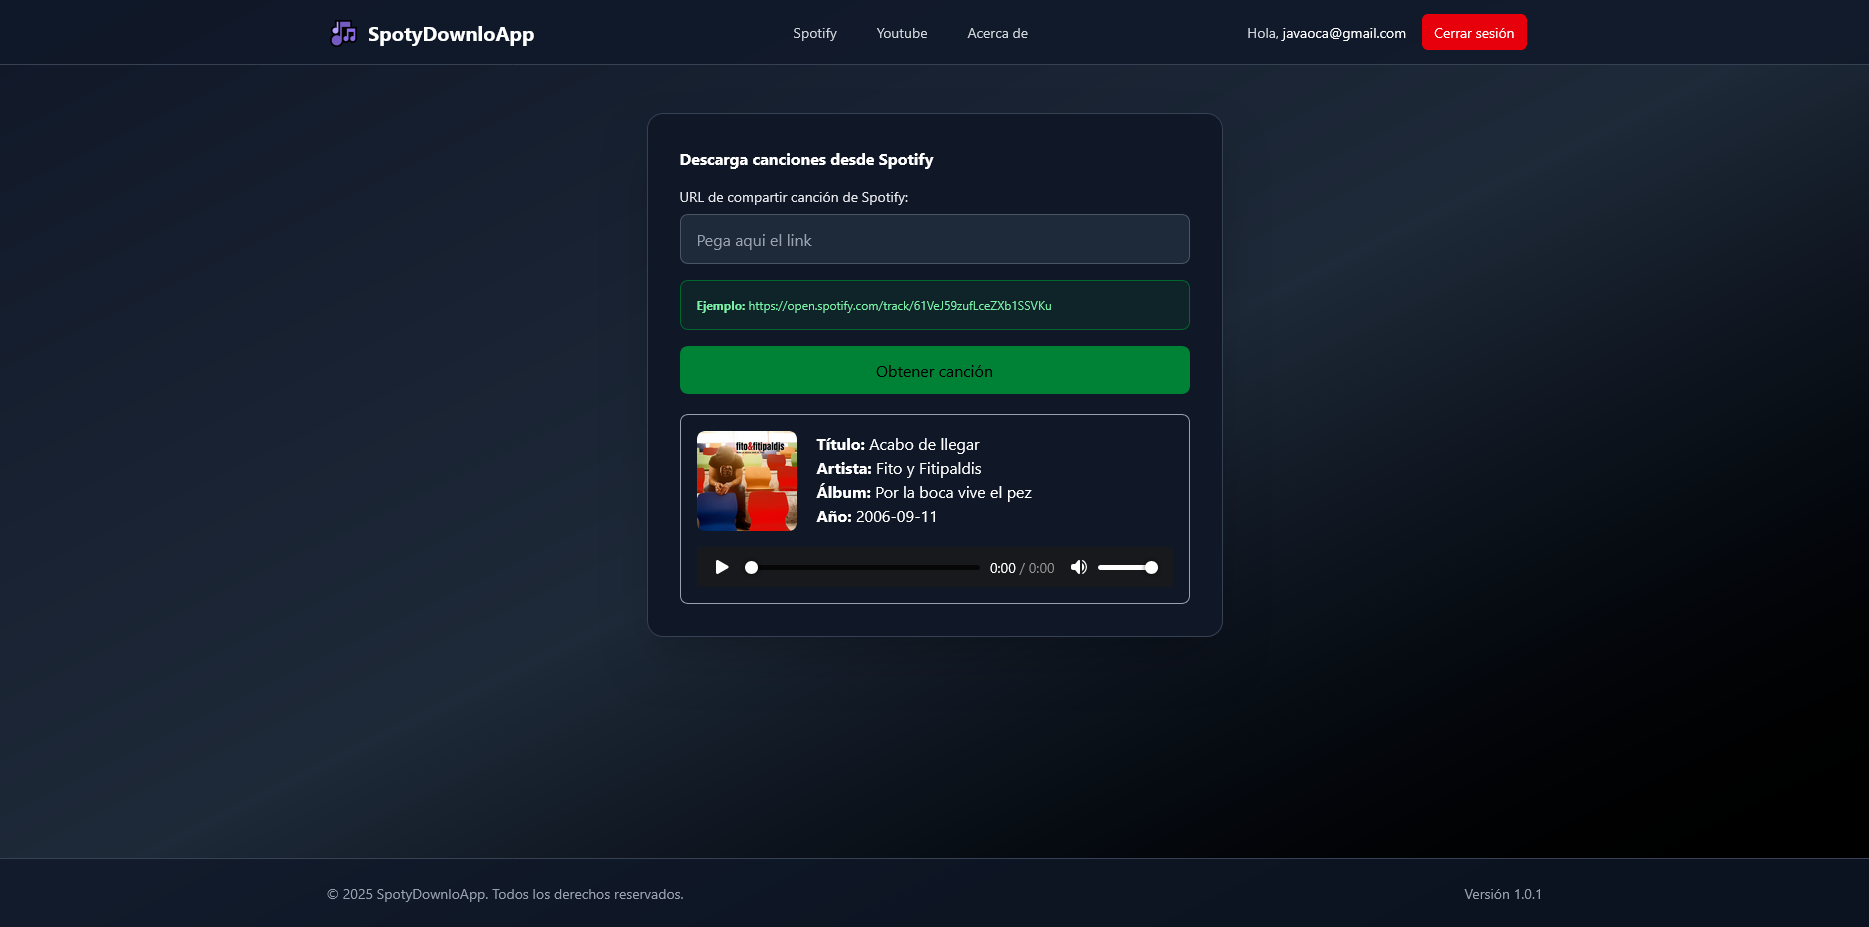 SpotyDownloApp
Spotify
Youtube
Acerca de
Hola, javaoca@gmail.com
Cerrar sesión
Descarga canciones desde Spotify
URL de compartir canción de Spotify:
Pega aqui el link
Ejemplo: https://open.spotify.com/track/61VeJ59zufLceZXb1SSVKu
Obtener canción
fito&fitipaldis
Título: Acabo de llegar
Artista: Fito y Fitipaldis
Álbum: Por la boca vive el pez
Año: 2006-09-11
0:00 / 0:00
© 2025 SpotyDownloApp. Todos los derechos reservados.
Versión 1.0.1